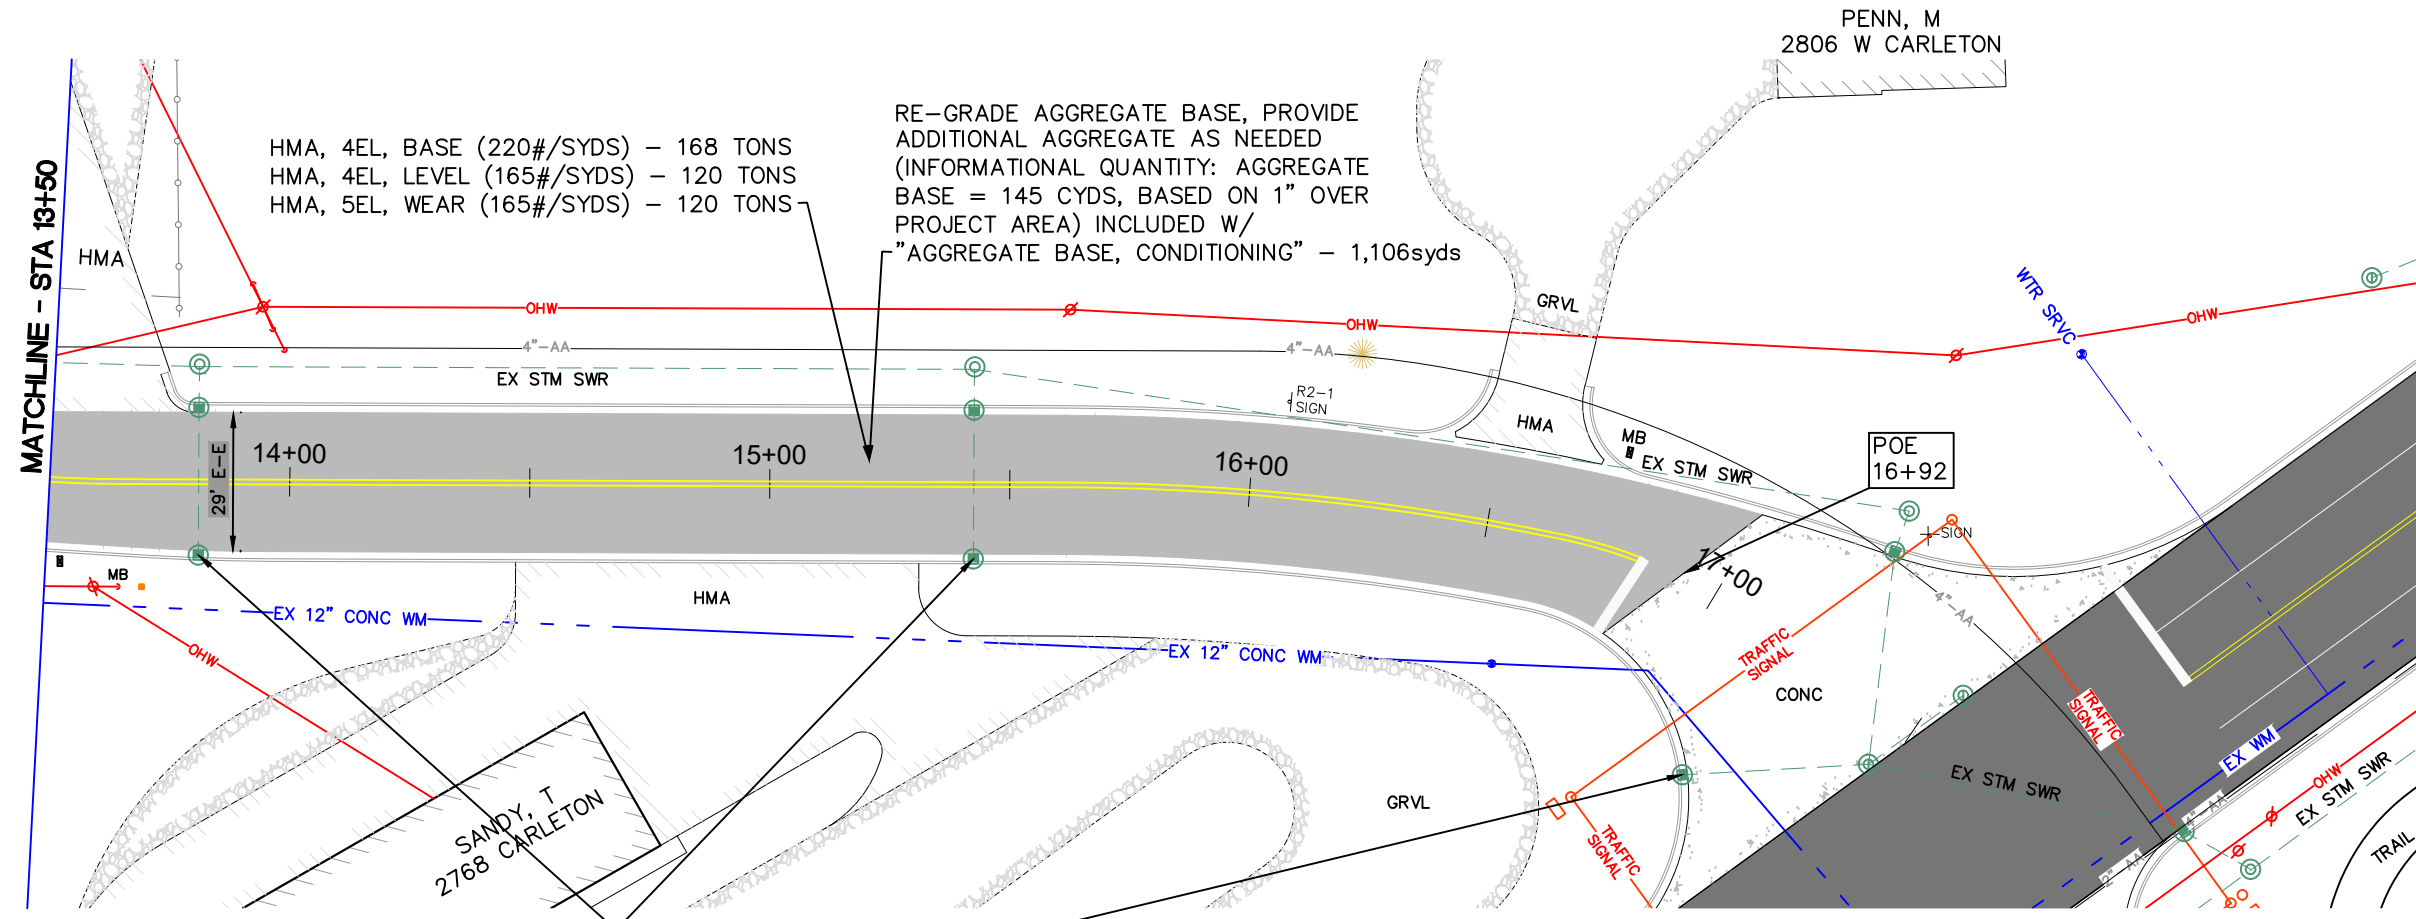 PENN, M
2806 W CARLETON
MATCHLINE - STA 13+50
HMA, 4EL, BASE (220#/SYDS) – 168 TONS
HMA, 4EL, LEVEL (165#/SYDS) – 120 TONS
HMA, 5EL, WEAR (165#/SYDS) – 120 TONS
RE-GRADE AGGREGATE BASE, PROVIDE
ADDITIONAL AGGREGATE AS NEEDED
(INFORMATIONAL QUANTITY: AGGREGATE
BASE = 145 CYDS, BASED ON 1" OVER
PROJECT AREA) INCLUDED W/
"AGGREGATE BASE, CONDITIONING" – 1,106syds
HMA
OHW
OHW
OHW
GRVL
WTR SRVC
4"-AA
4"-AA
EX STM SWR
R2-1
SIGN
HMA
MB
EX STM SWR
POE
16+92
29' E-E
14+00
15+00
16+00
17+00
SIGN
MB
EX 12" CONC WM
HMA
EX 12" CONC WM
OHW
TRAFFIC
SIGNAL
CONC
4"-AA
TRAFFIC
SIGNAL
EX WM
EX STM SWR
OHW
EX STM SWR
SANDY, T
2768 CARLETON
GRVL
TRAFFIC
SIGNAL
2" AA
TRAIL